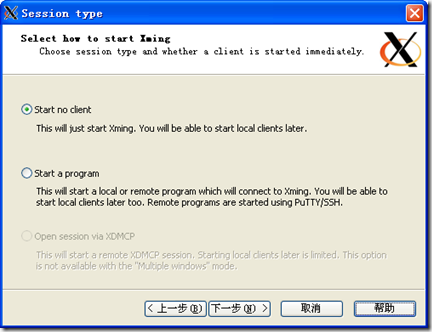 Session type
Select how to start Xming
Choose session type and whether a client is started immediately.
Start no client
This will just start Xming. You will be able to start local clients later.
Start a program
This will start a local or remote program which will connect to Xming. You will be able to
start local clients later too. Remote programs are started using PuTTY/SSH.
Open session via XDMCP
This will start a remote XDMCP session. Starting local clients later is limited. This option
is not available with the "Multiple windows" mode.
< 上一步(B) 下一步(N) > 取消 帮助